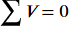 ∑ V = 0